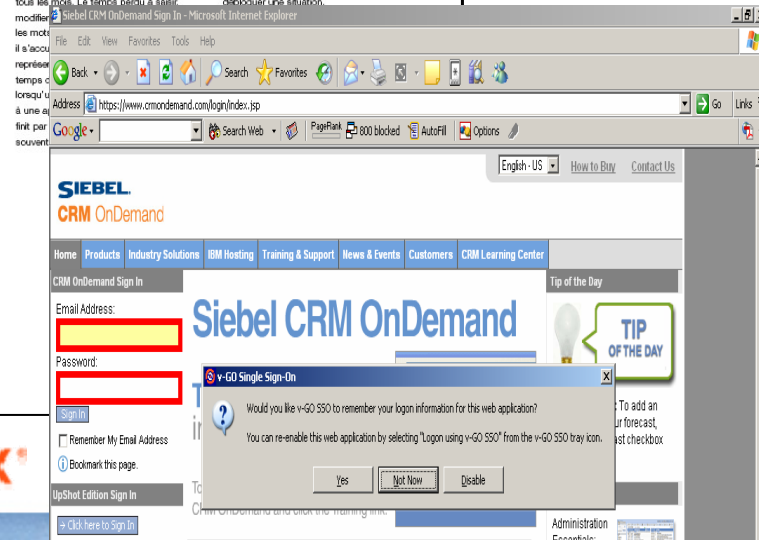 tous les mois. Le temps perdu à saisir,
débloquer une situation.
modifier
les mots
il s'accu
représen
temps
lorsqu'u
à une a
finit par
souvent
Siebel CRM OnDemand Sign In - Microsoft Internet Explorer
File Edit View Favorites Tools Help
Back Search Favorites
Address https://www.crmondemand.com/login/index.jsp Go Links
Google Search Web PageRank 800 blocked AutoFill Options
English - US How to Buy Contact Us
SIEBEL.
CRM OnDemand
Home Products Industry Solutions IBM Hosting Training & Support News & Events Customers CRM Learning Center
CRM OnDemand Sign In
Email Address:
Password:
Sign In
Remember My Email Address
Bookmark this page.
UpShot Edition Sign In
Click here to Sign In
Siebel CRM OnDemand
v-GO Single Sign-On
Would you like v-GO SSO to remember your logon information for this web application?
You can re-enable this web application by selecting "Logon using v-GO SSO" from the v-GO SSO tray icon.
Yes Not Now Disable
CRM OnDemand and click the Training link.
Tip of the Day
TIP
OF THE DAY
To add an
ur forecast,
ast checkbox
Administration
Essentials: